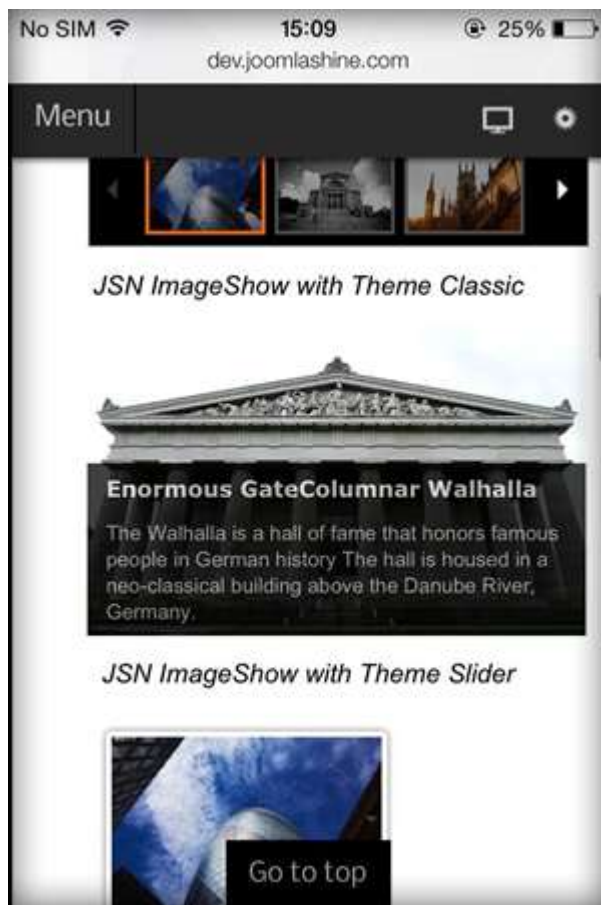 No SIM 15:09 25%
dev.joomlashine.com
Menu
JSN ImageShow with Theme Classic
Enormous GateColumnar Walhalla
The Walhalla is a hall of fame that honors famous
people in German history The hall is housed in a
neo-classical building above the Danube River,
Germany.
JSN ImageShow with Theme Slider
Go to top